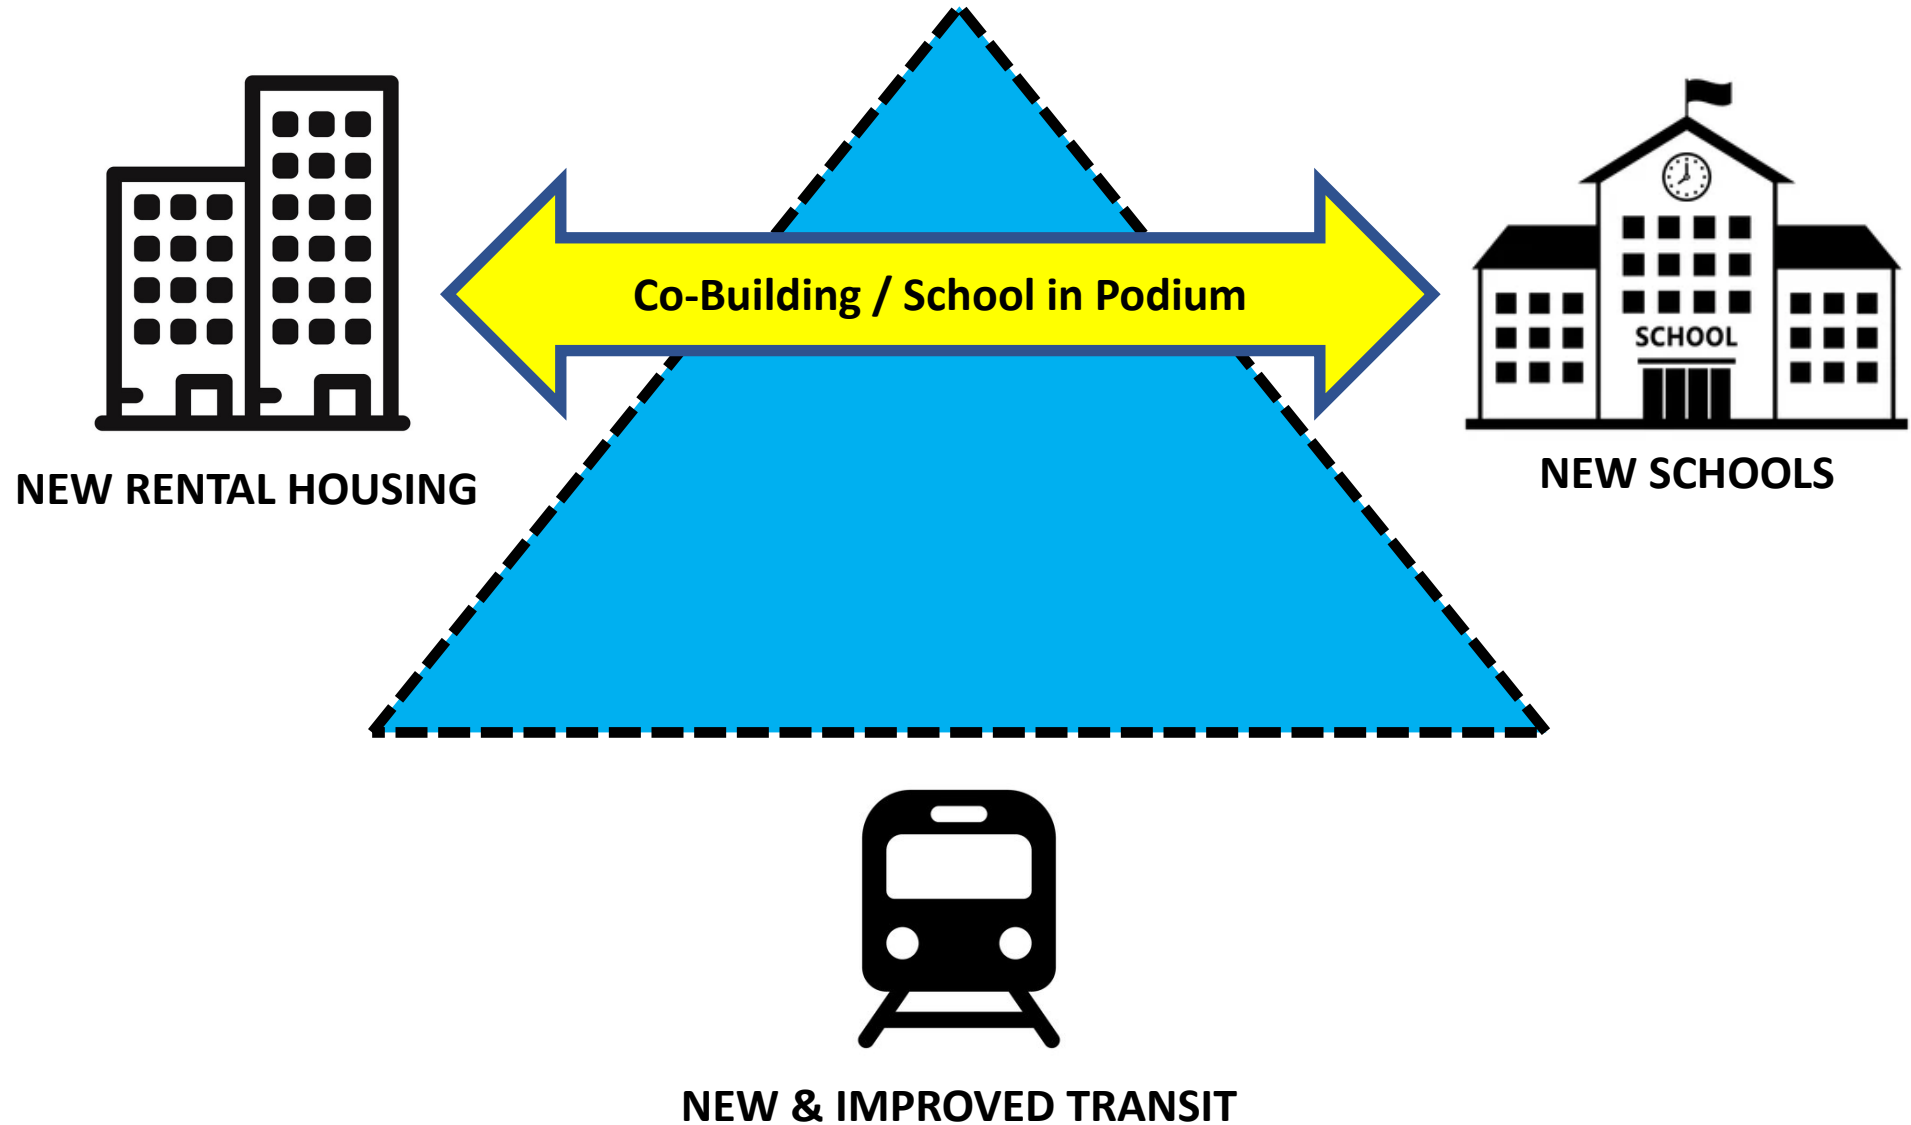 Co-Building / School in Podium
SCHOOL
NEW RENTAL HOUSING
NEW SCHOOLS
NEW & IMPROVED TRANSIT